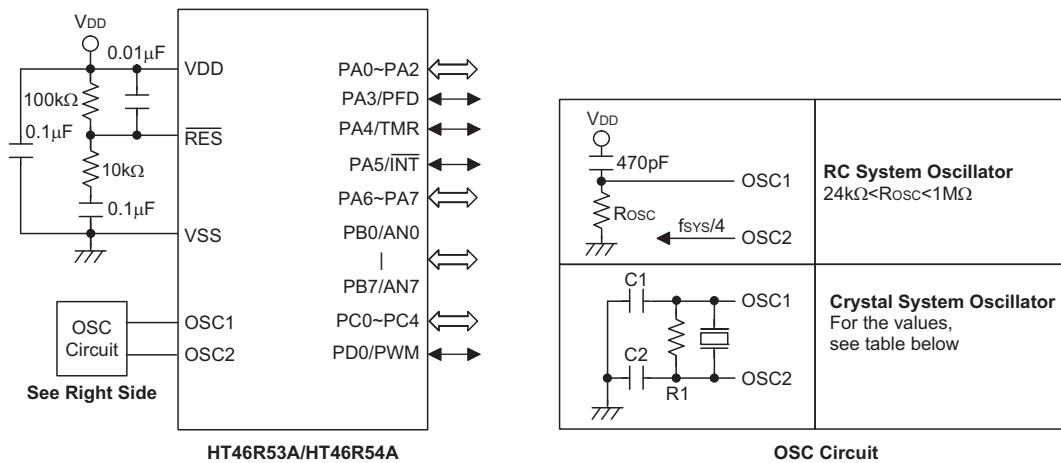 VDD
0.01μF
100kΩ
0.1μF
10kΩ
0.1μF
VDD
RES
VSS
OSC1
OSC2
OSC
Circuit
See Right Side
PA0~PA2
PA3/PFD
PA4/TMR
PA5/INT
PA6~PA7
PB0/AN0
PB7/AN7
PC0~PC4
PD0/PWM
HT46R53A/HT46R54A
VDD
470pF
OSC1
ROSC
fSYS/4
OSC2
RC System Oscillator
24kΩ<ROSC<1MΩ
C1
OSC1
C2
OSC2
R1
Crystal System Oscillator
For the values,
see table below
OSC Circuit